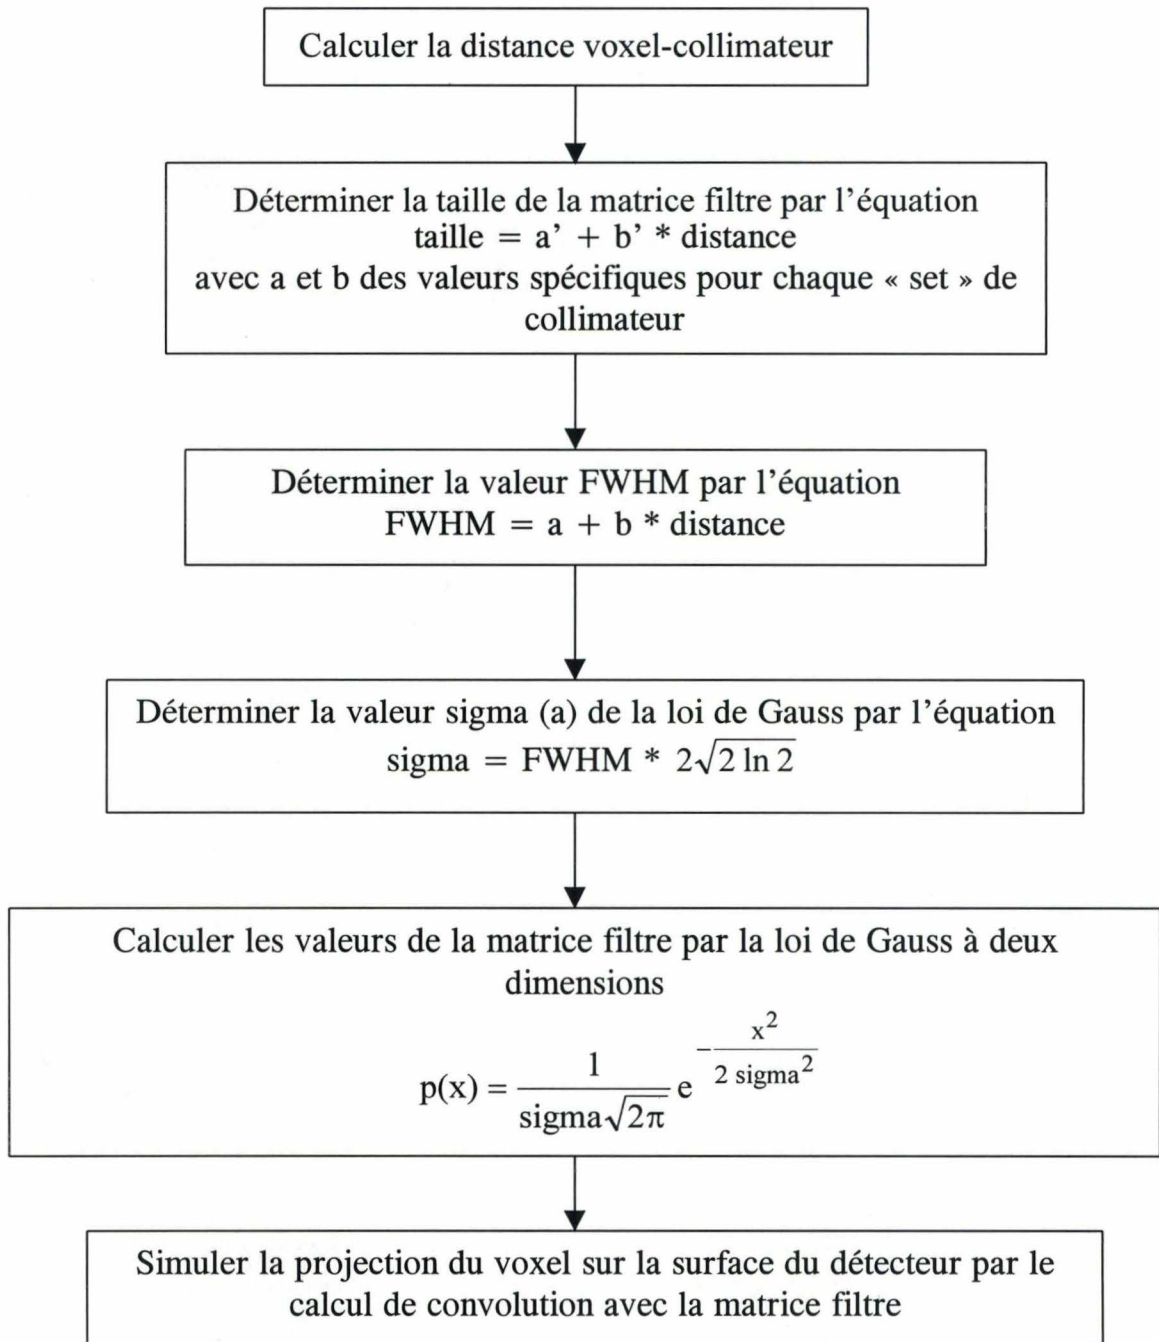 Calculer la distance voxel-collimateur
Déterminer la taille de la matrice filtre par l’équation
taille = a’ + b’ * distance
avec a et b des valeurs spécifiques pour chaque « set » de
collimateur
Déterminer la valeur FWHM par l’équation
FWHM = a + b * distance
Déterminer la valeur sigma (a) de la loi de Gauss par l’équation
sigma = FWHM * 2√(2 ln 2)
Calculer les valeurs de la matrice filtre par la loi de Gauss à deux
dimensions
p(x) = 1/(sigma√(2π)) e^(-x²/(2 sigma²))
Simuler la projection du voxel sur la surface du détecteur par le
calcul de convolution avec la matrice filtre